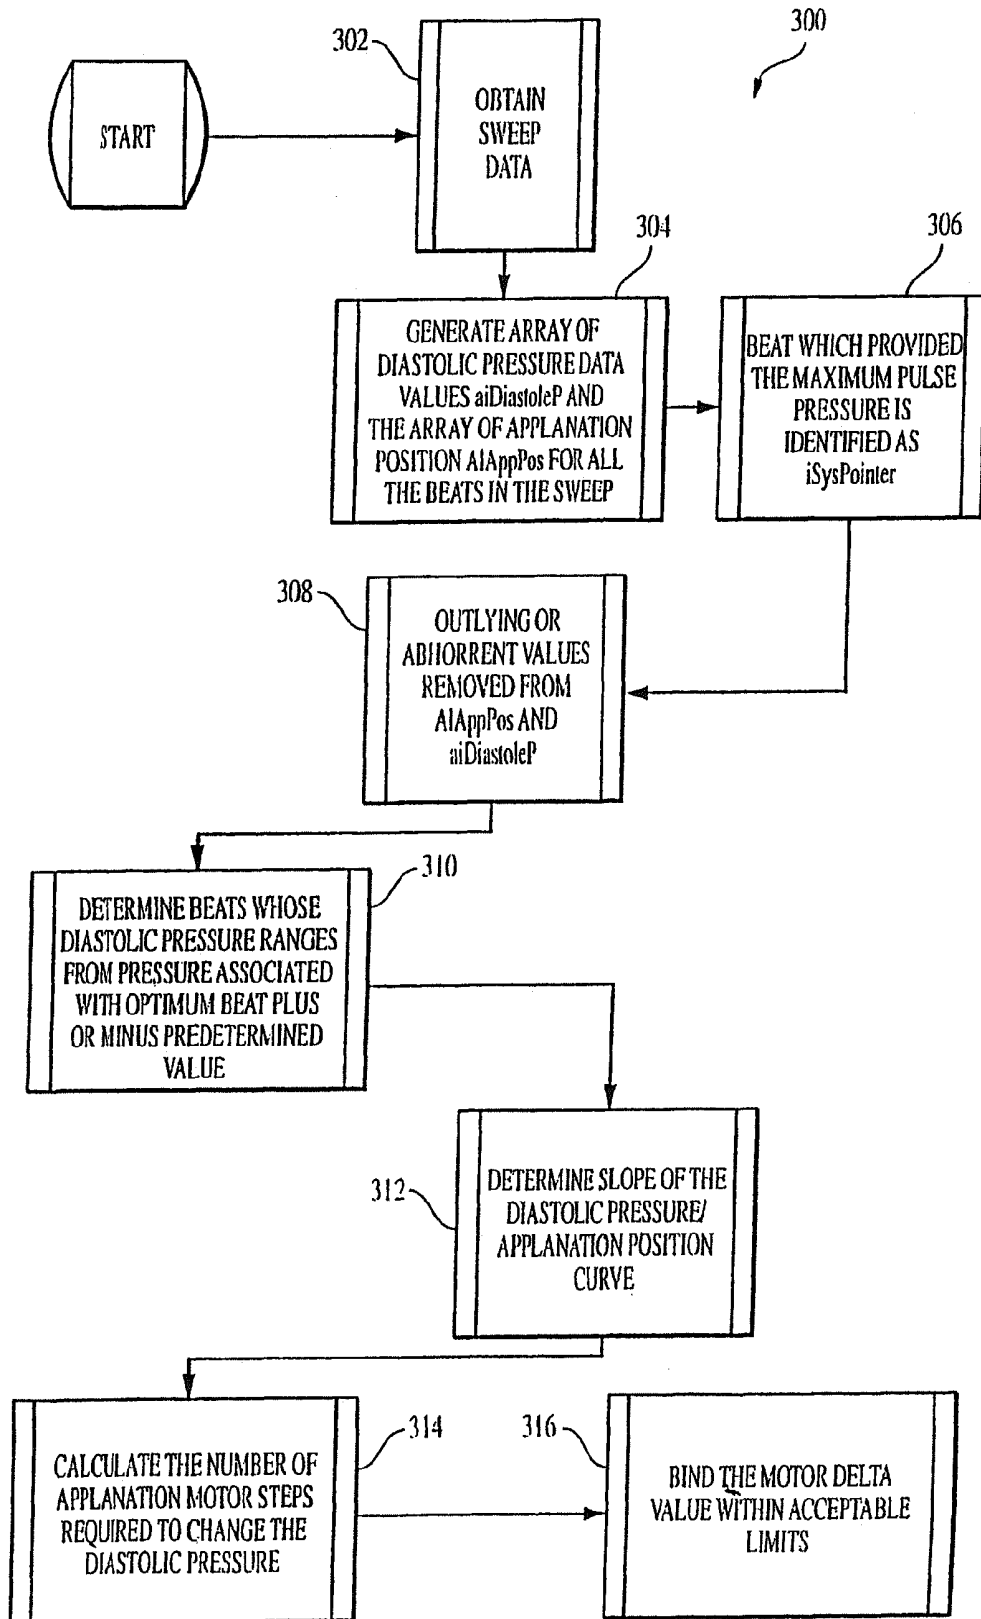 300
302
START
OBTAIN
SWEEP
DATA
304
306
GENERATE ARRAY OF
DIASTOLIC PRESSURE DATA
VALUES aiDiastoleP AND
THE ARRAY OF APPLANATION
POSITION AIAppPos FOR ALL
THE BEATS IN THE SWEEP
BEAT WHICH PROVIDED
THE MAXIMUM PULSE
PRESSURE IS
IDENTIFIED AS
iSysPointer
308
OUTLYING OR
ABHORRENT VALUES
REMOVED FROM
AIAppPos AND
aiDiastoleP
310
DETERMINE BEATS WHOSE
DIASTOLIC PRESSURE RANGES
FROM PRESSURE ASSOCIATED
WITH OPTIMUM BEAT PLUS
OR MINUS PREDETERMINED
VALUE
312
DETERMINE SLOPE OF THE
DIASTOLIC PRESSURE/
APPLANATION POSITION
CURVE
314
CALCULATE THE NUMBER OF
APPLANATION MOTOR STEPS
REQUIRED TO CHANGE THE
DIASTOLIC PRESSURE
316
BIND THE MOTOR DELTA
VALUE WITHIN ACCEPTABLE
LIMITS